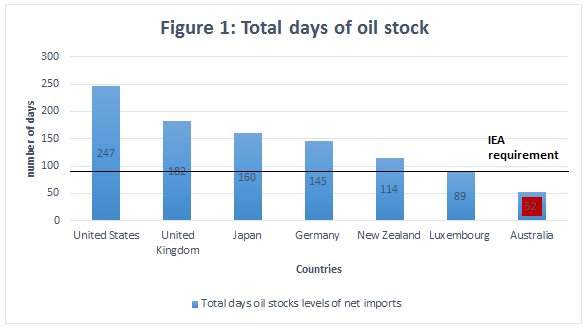 Figure 1: Total days of oil stock
number of days
300
250
200
150
100
50
0
247
182
160
145
114
89
52
IEA
requirement
United States
United
Kingdom
Japan
Germany
New Zealand
Luxembourg
Australia
Countries
Total days oil stocks levels of net imports